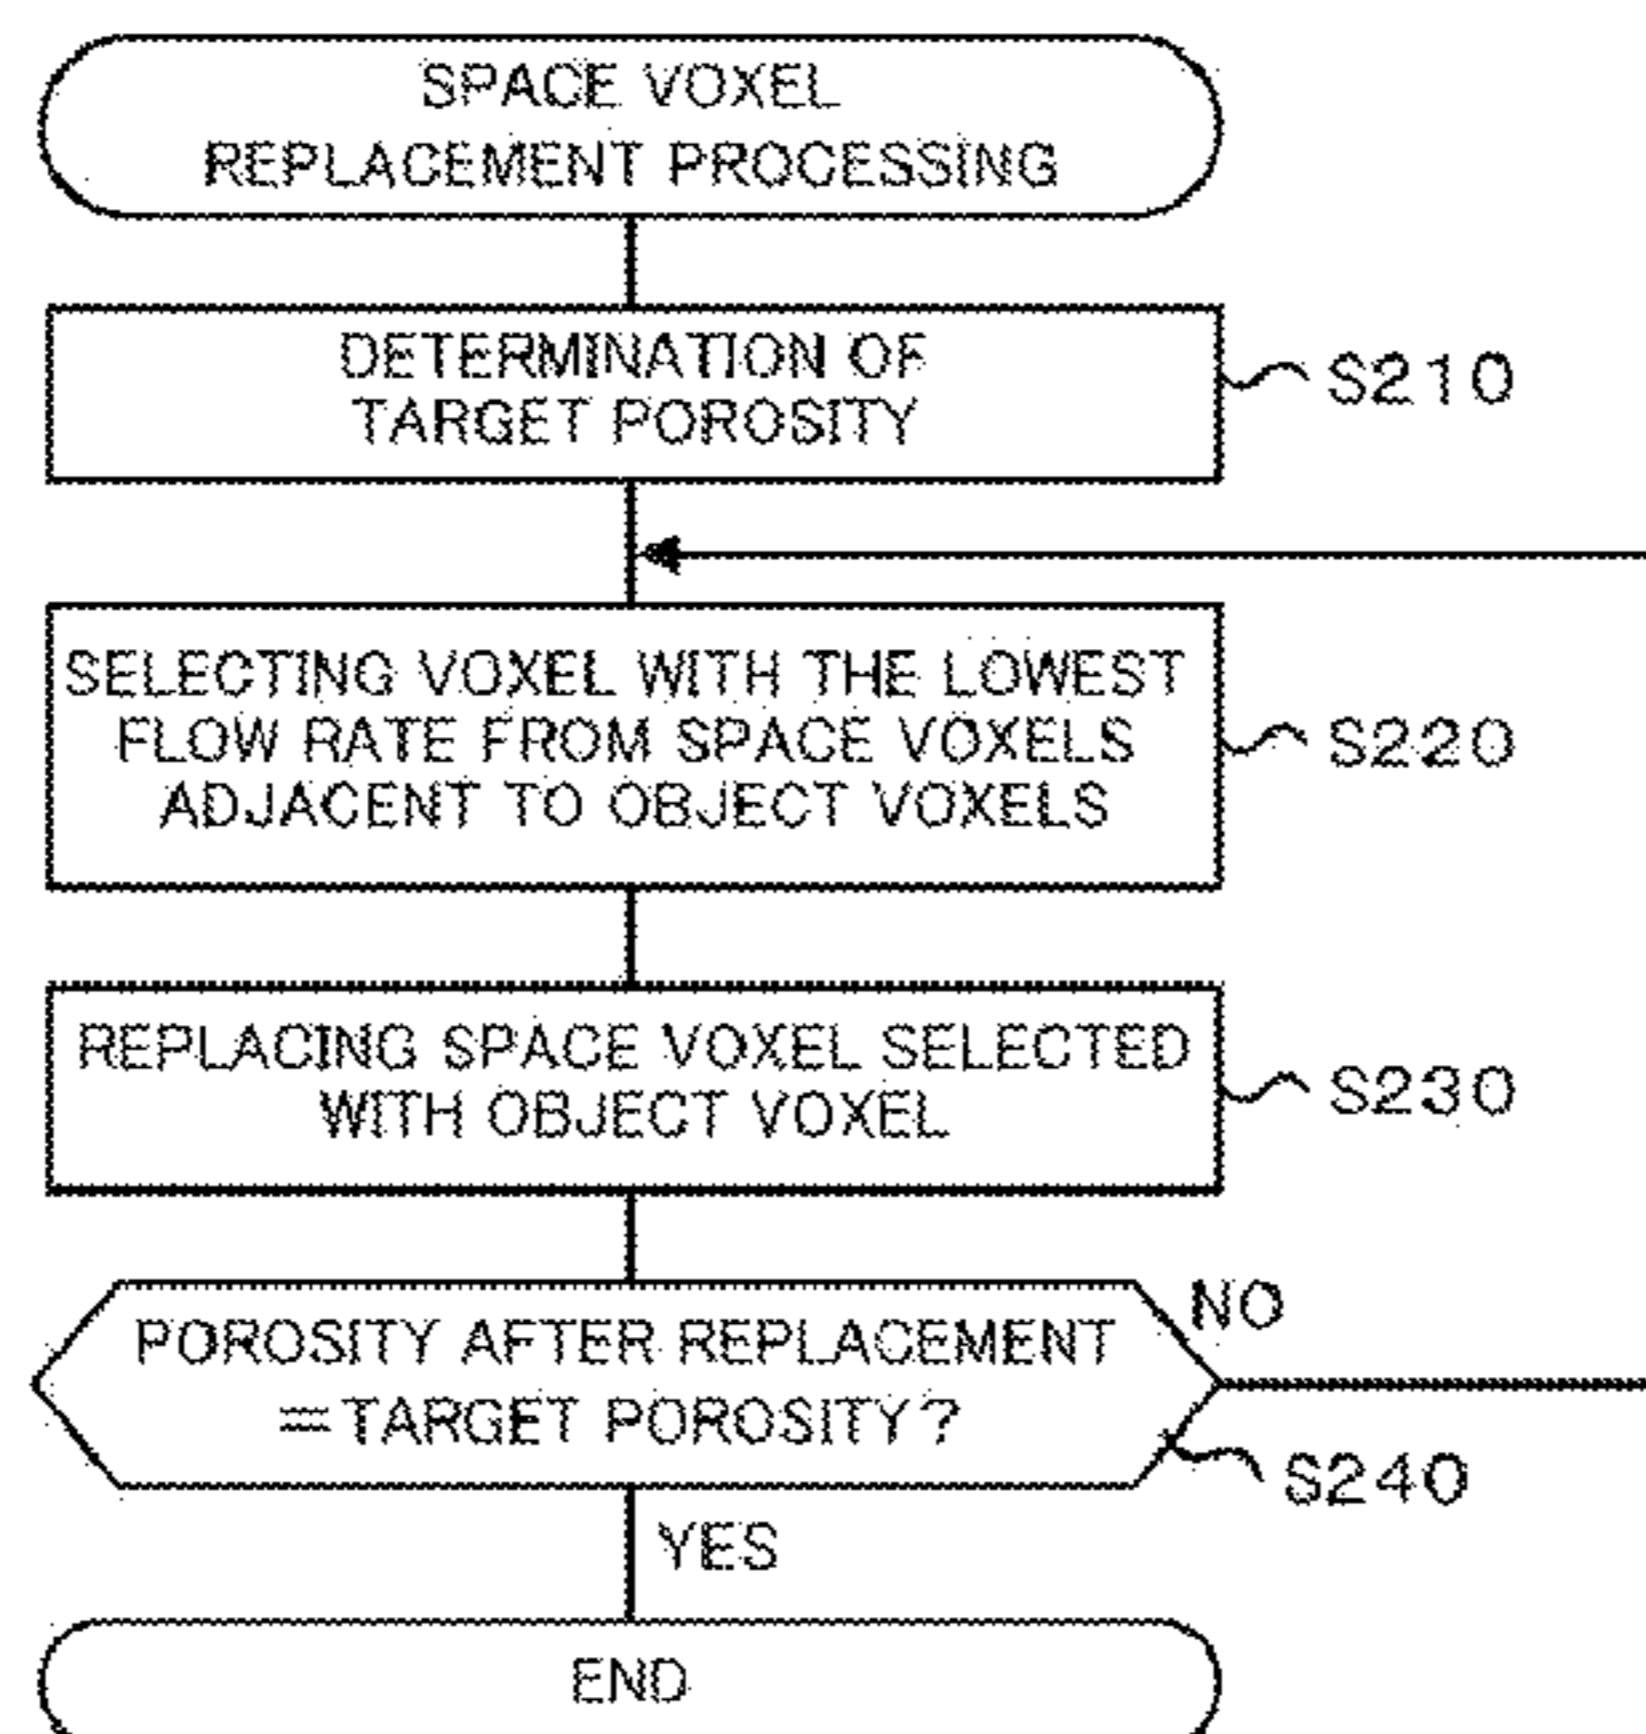 SPACE VOXEL
REPLACEMENT PROCESSING
DETERMINATION OF
TARGET POROSITY
S210
SELECTING VOXEL WITH THE LOWEST
FLOW RATE FROM SPACE VOXELS
ADJACENT TO OBJECT VOXELS
S220
REPLACING SPACE VOXEL SELECTED
WITH OBJECT VOXEL
S230
POROSITY AFTER REPLACEMENT
=TARGET POROSITY?
NO
S240
YES
END